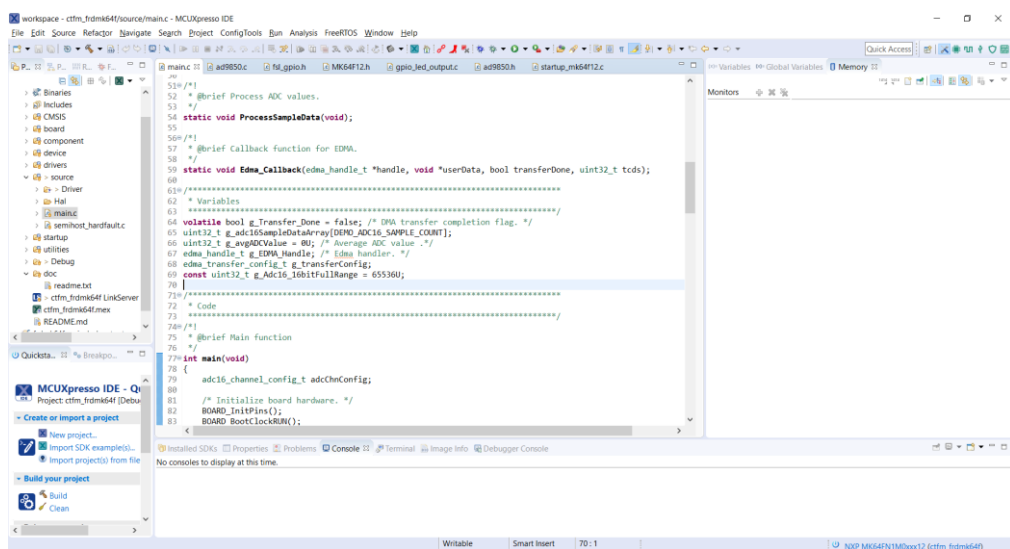 workspace - ctfm_frdmk64f/source/main.c - MCUXpresso IDE
File Edit Source Refactor Navigate Search Project ConfigTools Run Analysis FreeRTOS Window Help
Quick Access
main.c ad9850.c fsl_gpio.h MK64F12.h gpio_led_output.c ad9850.h startup_mk64f12.c
Variables Global Variables Memory
Monitors
Binaries
Includes
CMSIS
board
component
device
drivers
> source
> Driver
> Hal
main.c
semihost_hardfault.c
startup
utilities
> Debug
doc
readme.txt
> ctfm_frdmk64f LinkServer
ctfm_frdmk64f.mex
README.md
51 /*!
52 * @brief Process ADC values.
53 */
54 static void ProcessSampleData(void);
55
56 /*!
57 * @brief Callback function for EDMA.
58 */
59 static void Edma_Callback(edma_handle_t *handle, void *userData, bool transferDone, uint32_t tcds);
60
61 /*******************************************************************************
62 * Variables
63 ******************************************************************************/
64 volatile bool g_Transfer_Done = false; /* DMA transfer completion flag. */
65 uint32_t g_adc16SampleDataArray[DEMO_ADC16_SAMPLE_COUNT];
66 uint32_t g_avgADCValue = 0U; /* Average ADC value .*/
67 edma_handle_t g_EDMA_Handle; /* Edma handler. */
68 edma_transfer_config_t g_transferConfig;
69 const uint32_t g_Adc16_16bitFullRange = 65536U;
70
71 /*******************************************************************************
72 * Code
73 ******************************************************************************/
74 /*!
75 * @brief Main function
76 */
77 int main(void)
78 {
79 adc16_channel_config_t adcChnConfig;
80
81 /* Initialize board hardware. */
82 BOARD_InitPins();
83 BOARD_BootClockRUN();
Quicksta... Breakpo...
MCUXpresso IDE - Qu
Project: ctfm_frdmk64f [Debu
Create or import a project
New project...
Import SDK example(s)...
Import project(s) from file
Build your project
Build
Clean
Installed SDKs Properties Problems Console Terminal Image Info Debugger Console
No consoles to display at this time.
Writable Smart Insert 70 : 1
NXP MK64FN1M0xxx12 (ctfm_frdmk64f)